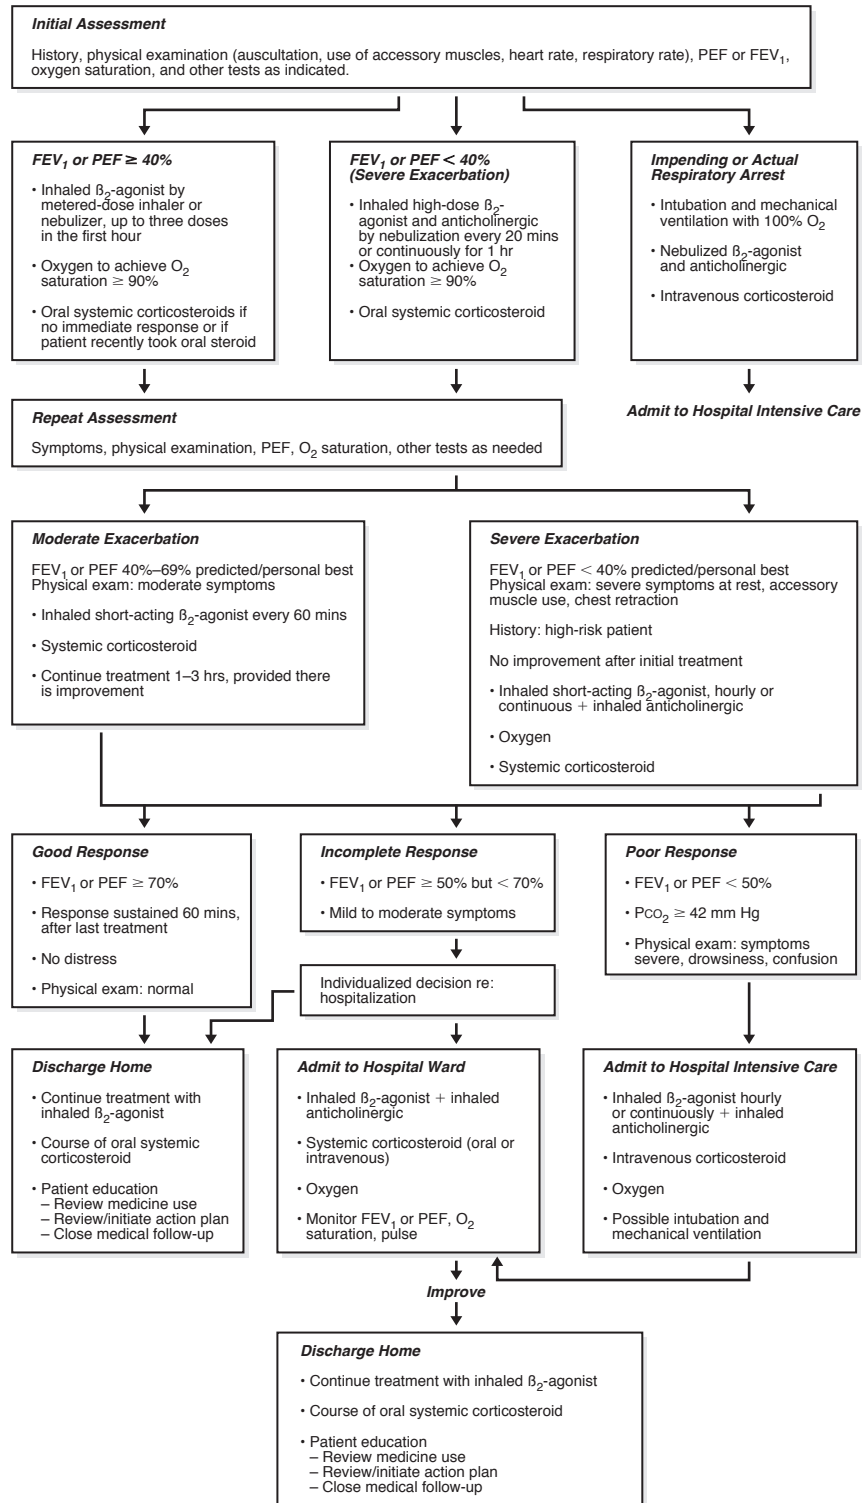 Initial Assessment
History, physical examination (auscultation, use of accessory muscles, heart rate, respiratory rate), PEF or FEV1,
oxygen saturation, and other tests as indicated.
FEV1 or PEF ≥ 40%
• Inhaled ß2-agonist by
metered-dose inhaler or
nebulizer, up to three doses
in the first hour
• Oxygen to achieve O2
saturation ≥ 90%
• Oral systemic corticosteroids if
no immediate response or if
patient recently took oral steroid
FEV1 or PEF < 40%
(Severe Exacerbation)
• Inhaled high-dose ß2-
agonist and anticholinergic
by nebulization every 20 mins
or continuously for 1 hr
• Oxygen to achieve O2
saturation ≥ 90%
• Oral systemic corticosteroid
Impending or Actual
Respiratory Arrest
• Intubation and mechanical
ventilation with 100% O2
• Nebulized ß2-agonist
and anticholinergic
• Intravenous corticosteroid
Admit to Hospital Intensive Care
Repeat Assessment
Symptoms, physical examination, PEF, O2 saturation, other tests as needed
Moderate Exacerbation
FEV1 or PEF 40%–69% predicted/personal best
Physical exam: moderate symptoms
• Inhaled short-acting ß2-agonist every 60 mins
• Systemic corticosteroid
• Continue treatment 1–3 hrs, provided there
is improvement
Severe Exacerbation
FEV1 or PEF < 40% predicted/personal best
Physical exam: severe symptoms at rest, accessory
muscle use, chest retraction
History: high-risk patient
No improvement after initial treatment
• Inhaled short-acting ß2-agonist, hourly or
continuous + inhaled anticholinergic
• Oxygen
• Systemic corticosteroid
Good Response
• FEV1 or PEF ≥ 70%
• Response sustained 60 mins,
after last treatment
• No distress
• Physical exam: normal
Incomplete Response
• FEV1 or PEF ≥ 50% but < 70%
• Mild to moderate symptoms
Individualized decision re:
hospitalization
Poor Response
• FEV1 or PEF < 50%
• PCO2 ≥ 42 mm Hg
• Physical exam: symptoms
severe, drowsiness, confusion
Discharge Home
• Continue treatment with
inhaled ß2-agonist
• Course of oral systemic
corticosteroid
• Patient education
– Review medicine use
– Review/initiate action plan
– Close medical follow-up
Admit to Hospital Ward
• Inhaled ß2-agonist + inhaled
anticholinergic
• Systemic corticosteroid (oral or
intravenous)
• Oxygen
• Monitor FEV1 or PEF, O2
saturation, pulse
Admit to Hospital Intensive Care
• Inhaled ß2-agonist hourly
or continuously + inhaled
anticholinergic
• Intravenous corticosteroid
• Oxygen
• Possible intubation and
mechanical ventilation
Improve
Discharge Home
• Continue treatment with inhaled ß2-agonist
• Course of oral systemic corticosteroid
• Patient education
– Review medicine use
– Review/initiate action plan
– Close medical follow-up